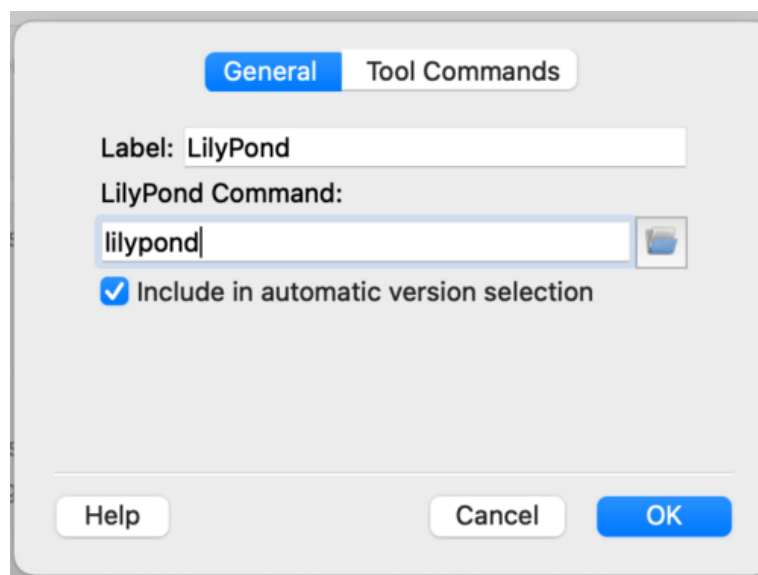 General Tool Commands
Label: LilyPond
LilyPond Command:
lilypond
Include in automatic version selection
Help Cancel OK